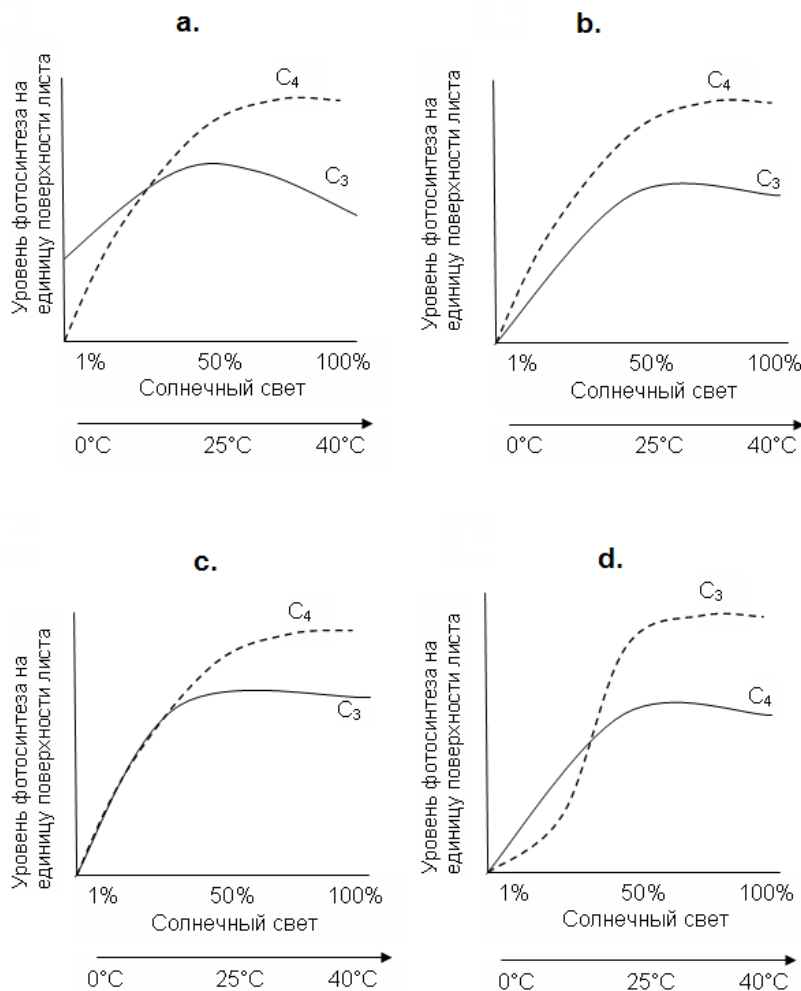 a.
Уровень фотосинтеза на
единицу поверхности листа
C4
C3
1% 50% 100%
Солнечный свет
0°C 25°C 40°C
b.
Уровень фотосинтеза на
единицу поверхности листа
C4
C3
1% 50% 100%
Солнечный свет
0°C 25°C 40°C
c.
Уровень фотосинтеза на
единицу поверхности листа
C4
C3
1% 50% 100%
Солнечный свет
0°C 25°C 40°C
d.
Уровень фотосинтеза на
единицу поверхности листа
C3
C4
1% 50% 100%
Солнечный свет
0°C 25°C 40°C